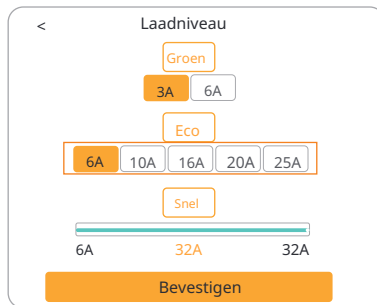 < Laadniveau
Groen
3A 6A
Eco
6A 10A 16A 20A 25A
Snel
6A 32A 32A
Bevestigen